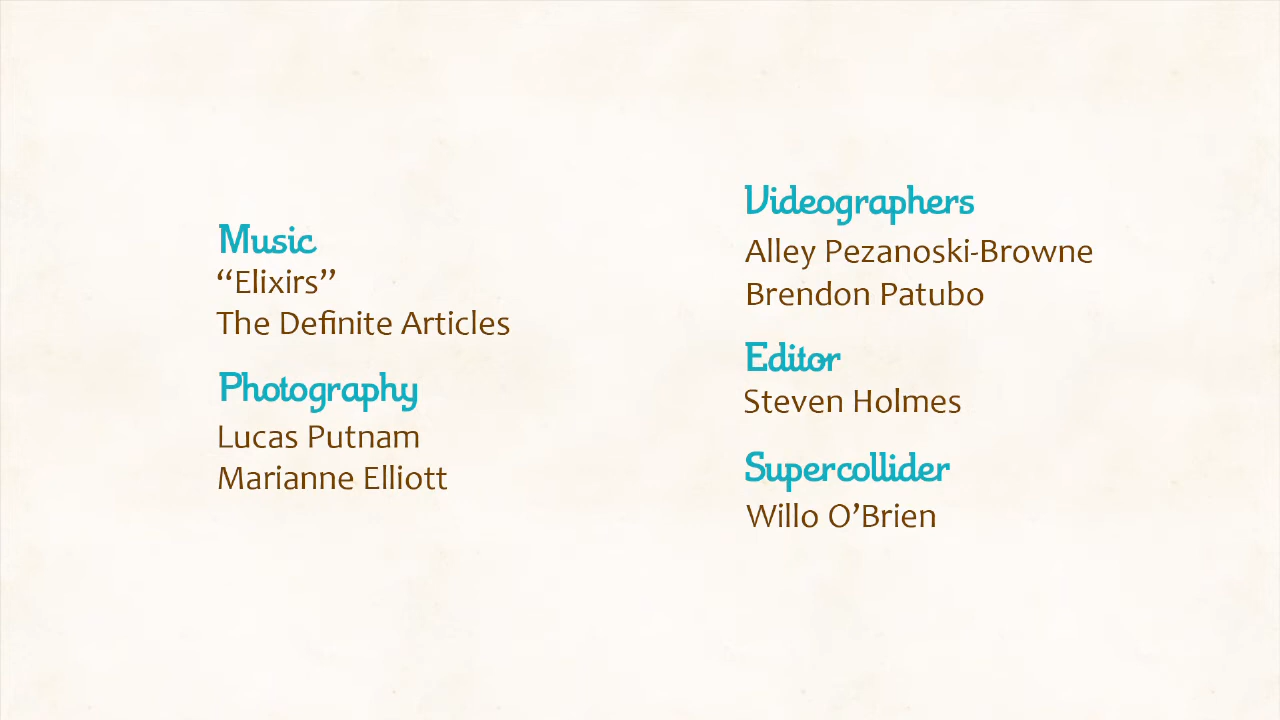 Music
“Elixirs”
The Definite Articles
Photography
Lucas Putnam
Marianne Elliott
Videographers
Alley Pezanoski-Browne
Brendon Patubo
Editor
Steven Holmes
Supercollider
Willo O’Brien